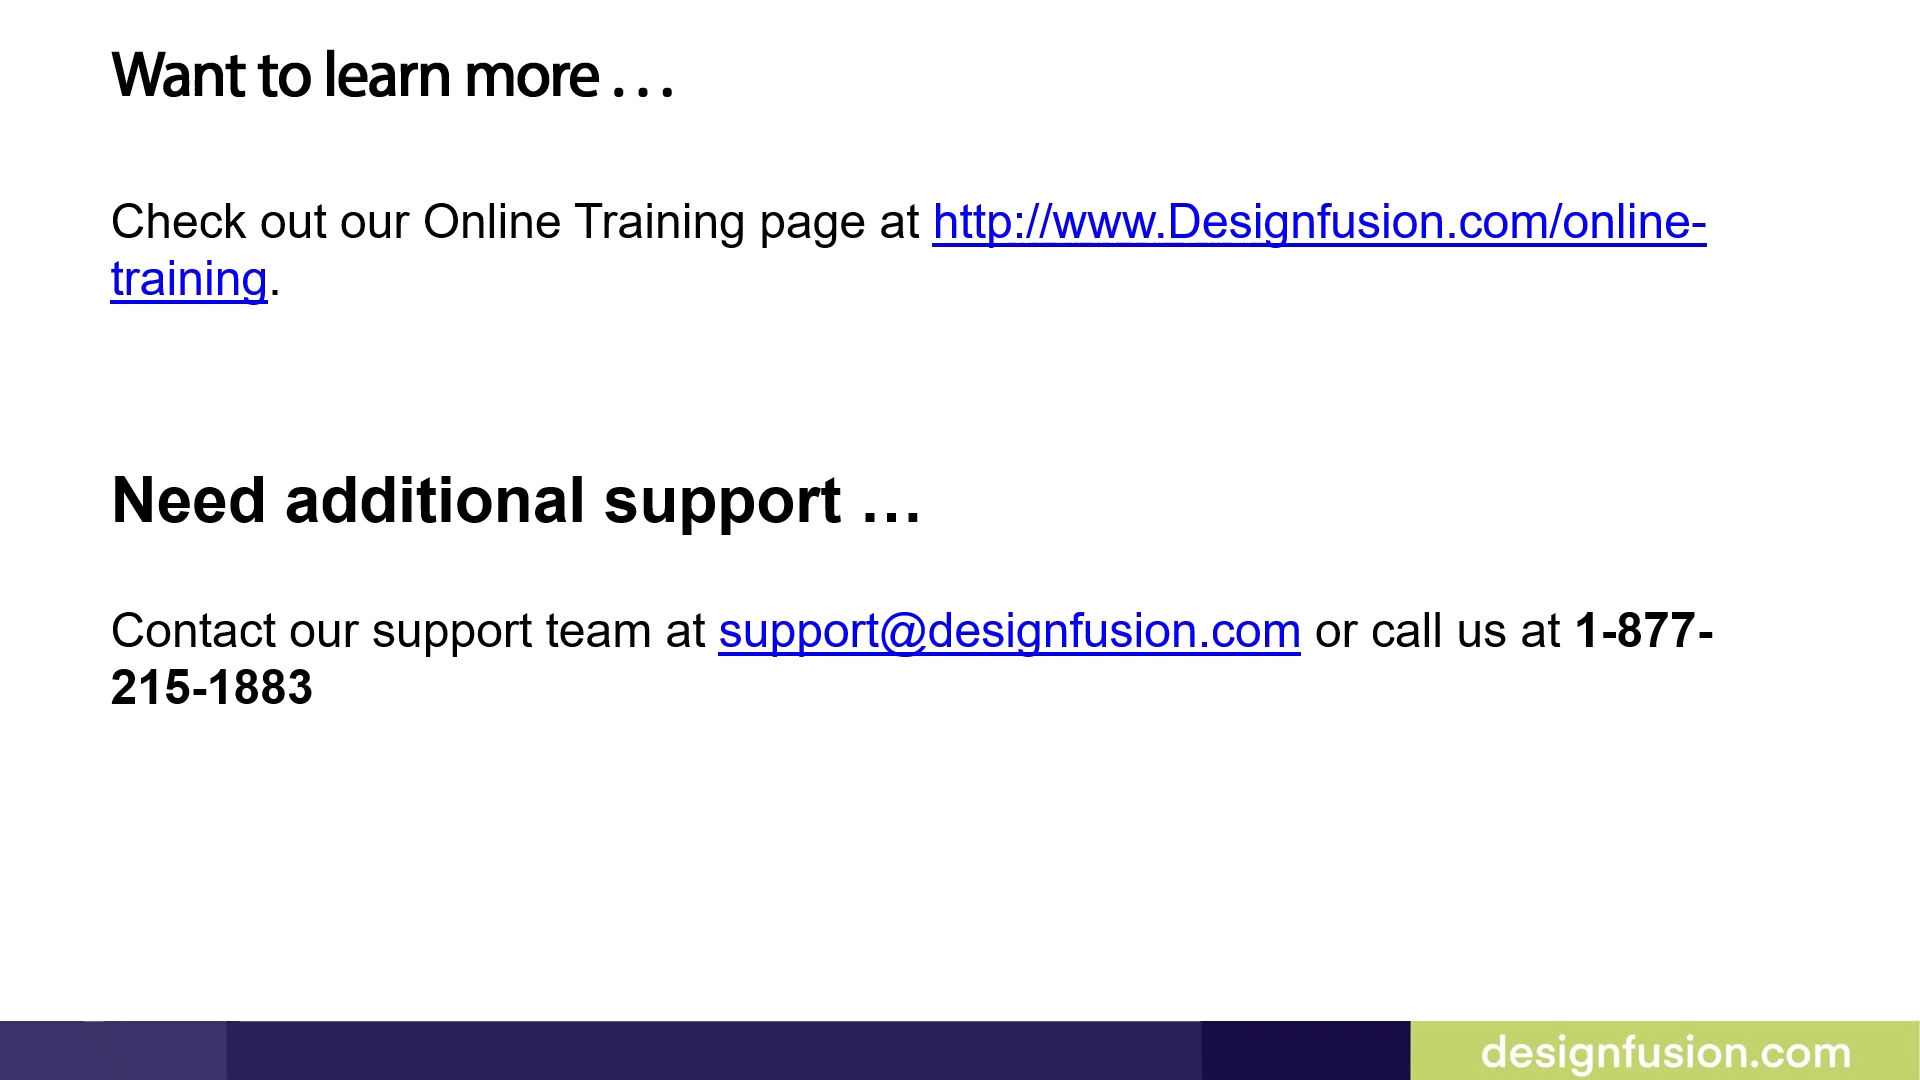 Want to learn more . . .
Check out our Online Training page at http://www.Designfusion.com/online-
training.
Need additional support …
Contact our support team at support@designfusion.com or call us at 1-877-
215-1883
designfusion.com